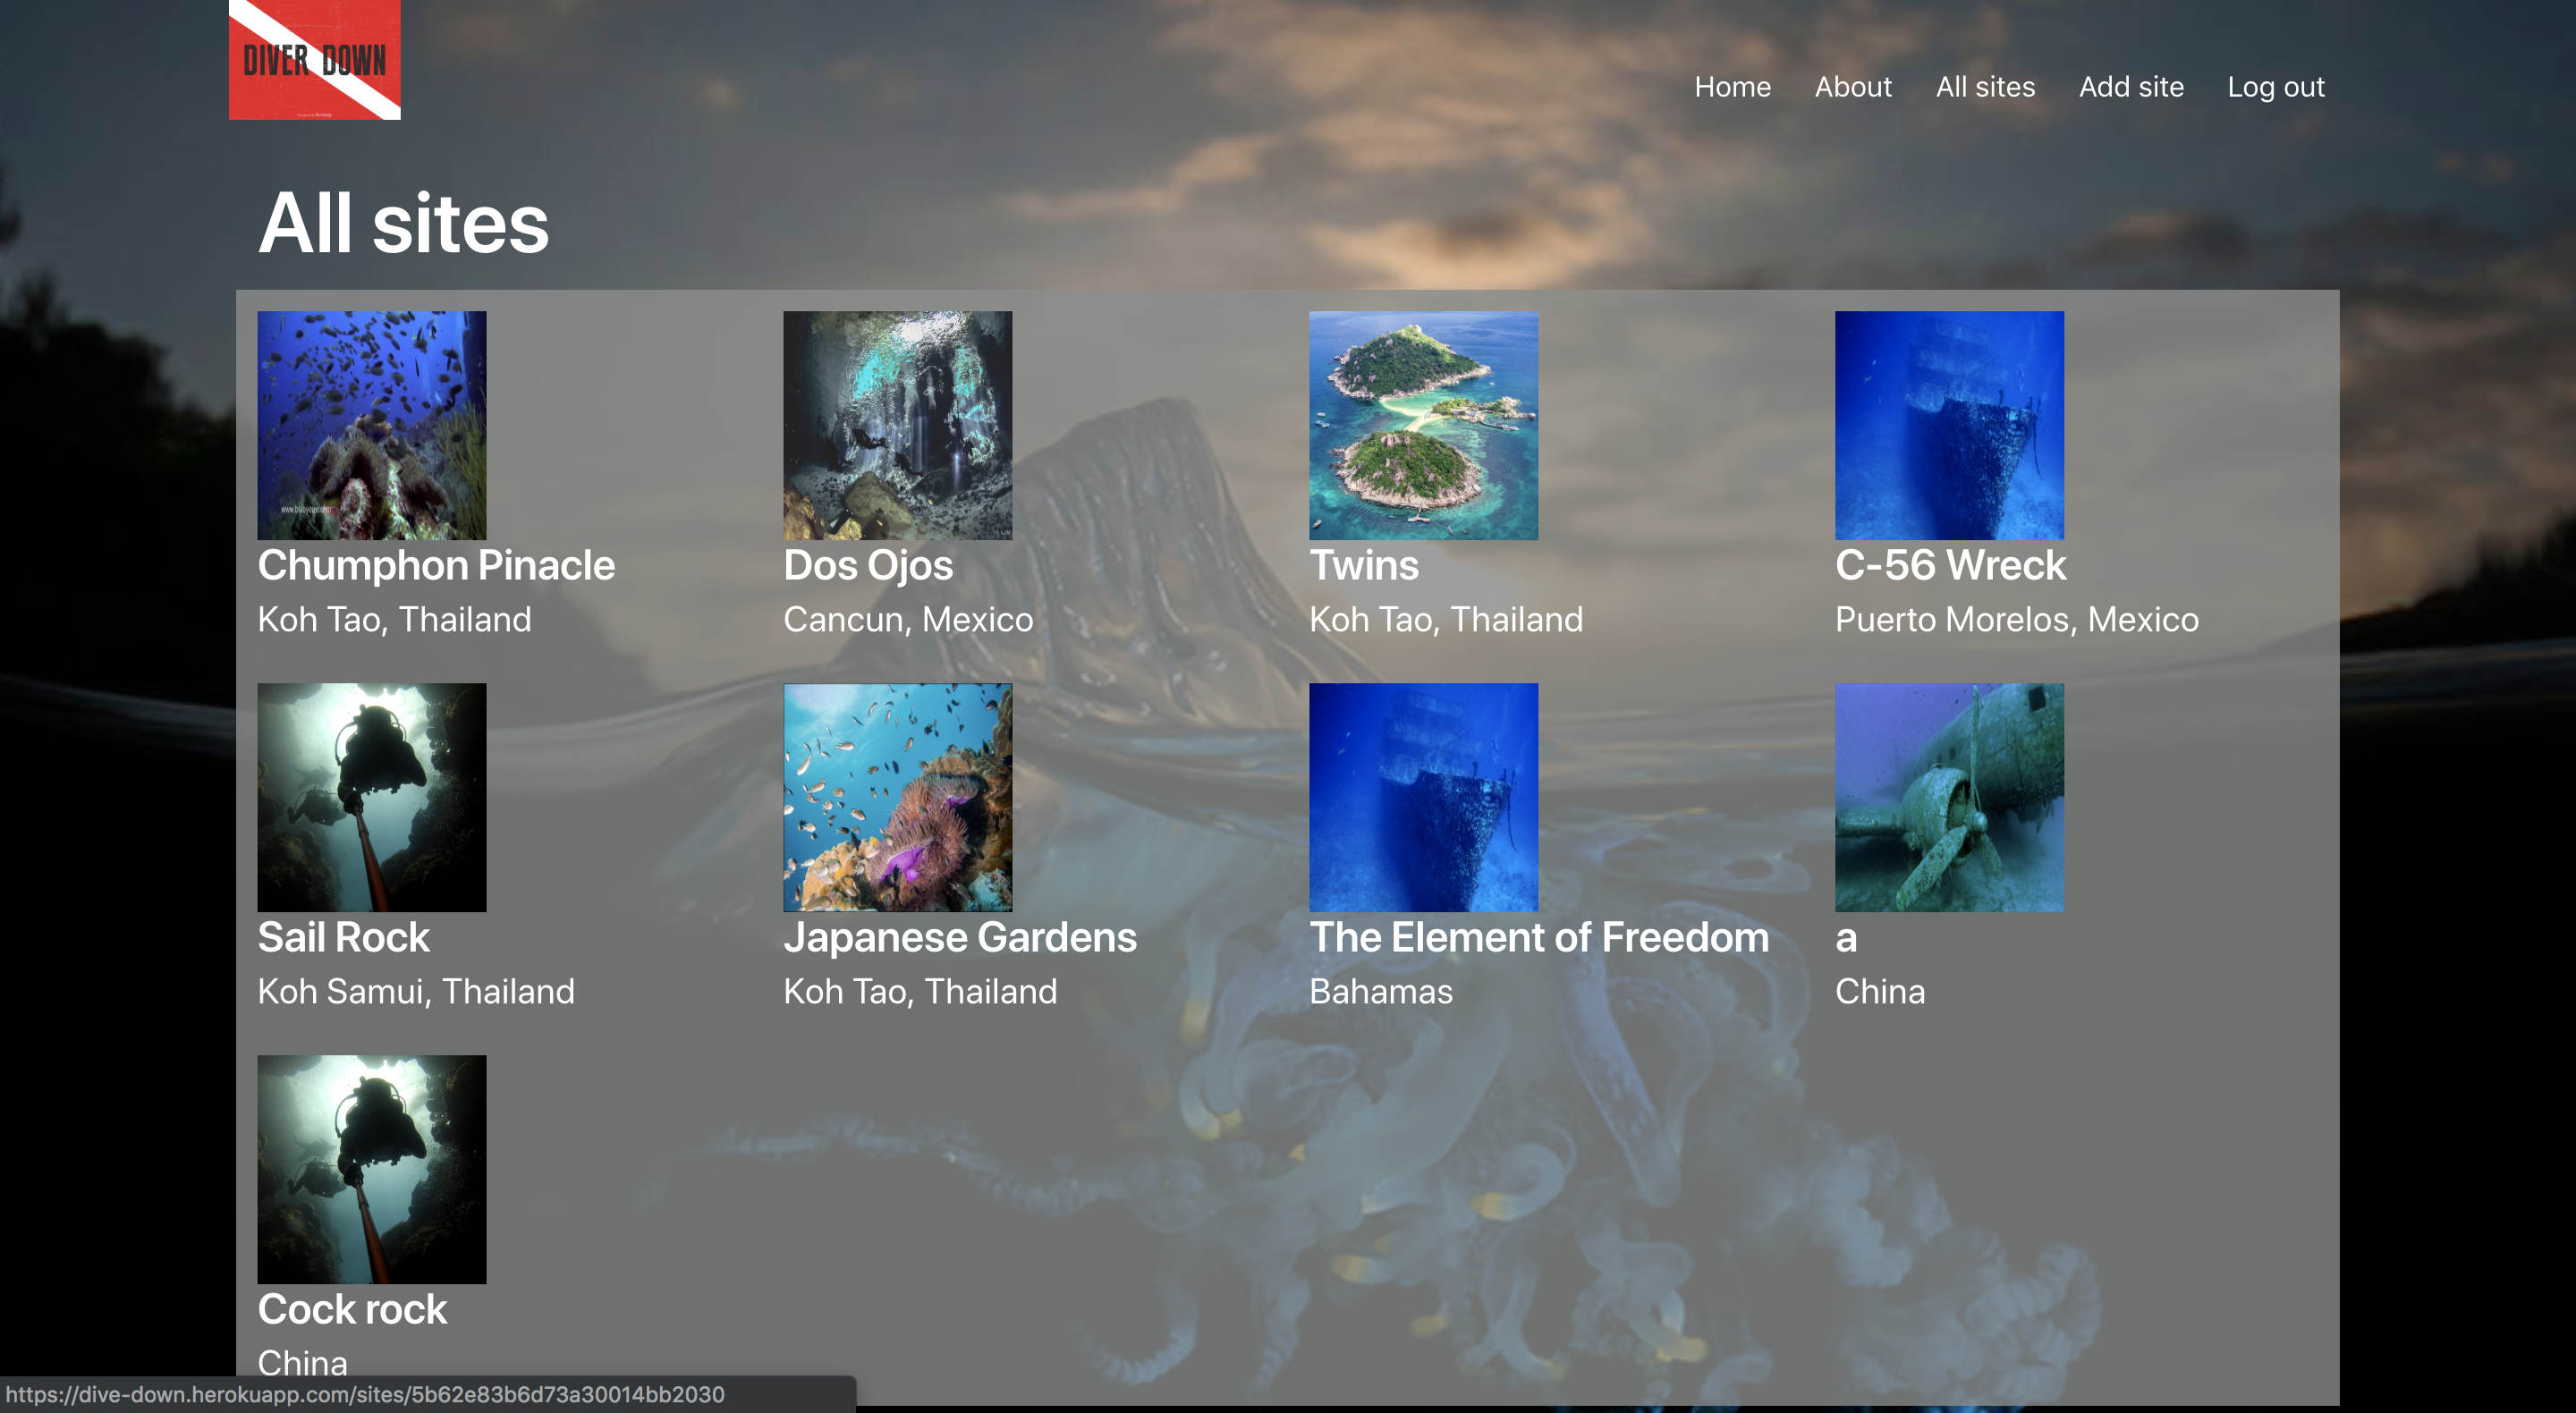 DIVER DOWN
Home About All sites Add site Log out
All sites
Chumphon Pinacle
Koh Tao, Thailand
Dos Ojos
Cancun, Mexico
Twins
Koh Tao, Thailand
C-56 Wreck
Puerto Morelos, Mexico
Sail Rock
Koh Samui, Thailand
Japanese Gardens
Koh Tao, Thailand
The Element of Freedom
Bahamas
a
China
Cock rock
China
https://dive-down.herokuapp.com/sites/5b62e83b6d73a30014bb2030